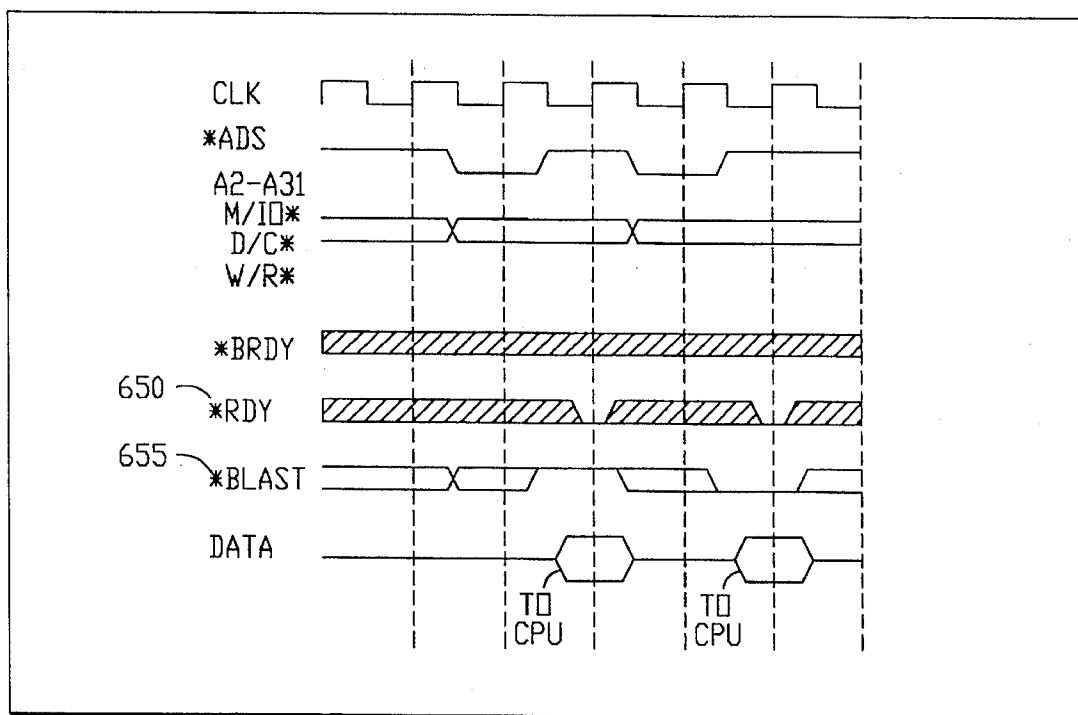 CLK
*ADS
A2-A31
M/IO*
D/C*
W/R*
*BRDY
650
*RDY
655
*BLAST
DATA
TO
CPU
TO
CPU